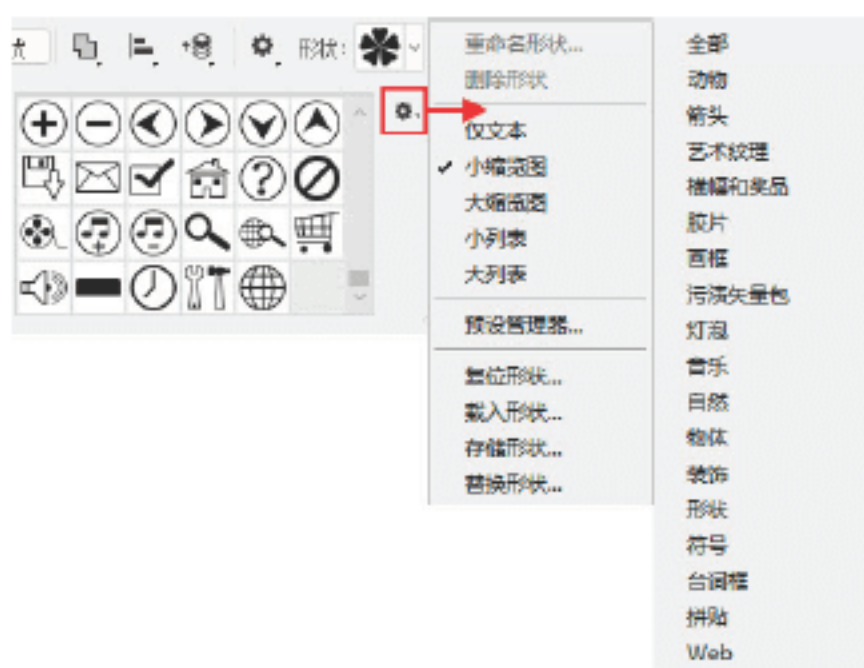 形状:
重命名形状...
删除形状
仅文本
小缩览图
大缩览图
小列表
大列表
预设管理器...
复位形状...
载入形状...
存储形状...
替换形状...
全部
动物
箭头
艺术纹理
横幅和奖品
胶片
画框
污渍矢量包
灯泡
音乐
自然
物体
装饰
形状
符号
台词框
拼贴
Web